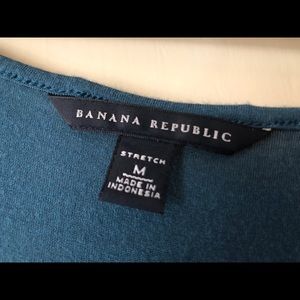 BANANA REPUBLIC
STRETCH
M
MADE IN
INDONESIA